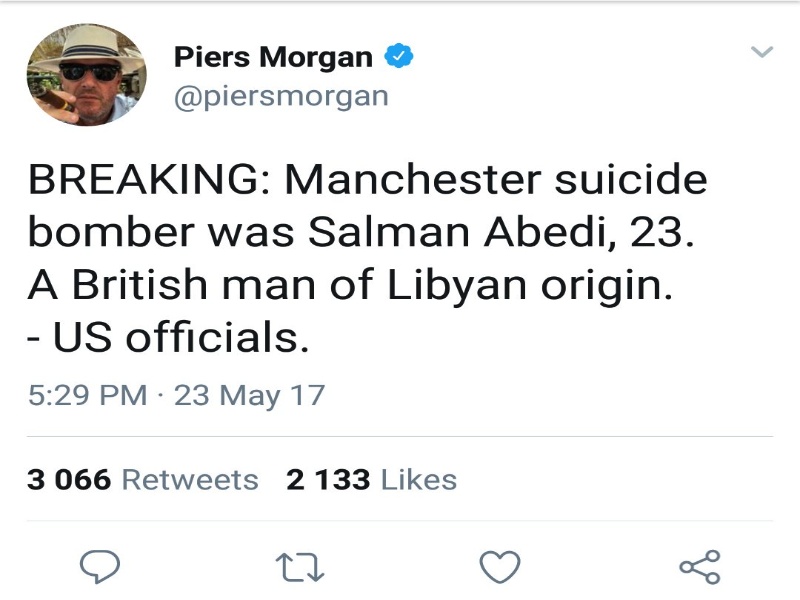 Piers Morgan
@piersmorgan
BREAKING: Manchester suicide
bomber was Salman Abedi, 23.
A British man of Libyan origin.
- US officials.
5:29 PM · 23 May 17
3 066 Retweets 2 133 Likes